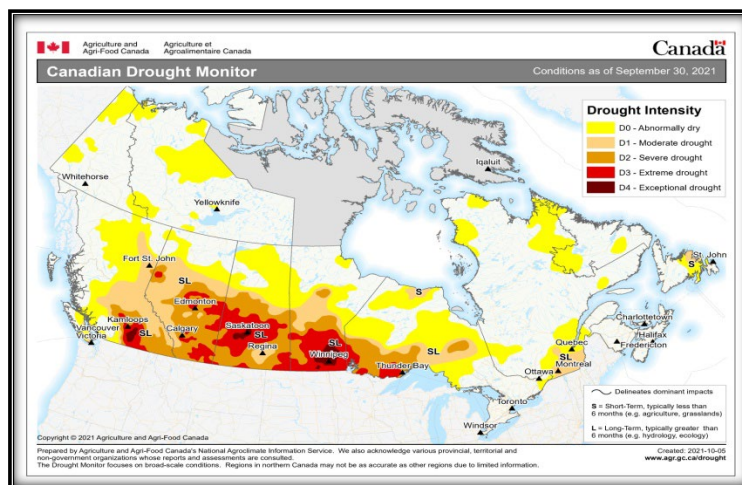 Agriculture and Agri-Food Canada
Agriculture et Agroalimentaire Canada
Canada
Canadian Drought Monitor
Conditions as of September 30, 2021
Drought Intensity
D0 - Abnormally dry
D1 - Moderate drought
D2 - Severe drought
D3 - Extreme drought
D4 - Exceptional drought
Iqaluit
Whitehorse
Yellowknife
Fort St. John
SL
Edmonton
Kamloops
Vancouver
Victoria
SL
Calgary
Saskatoon
SL
Regina
SL
Winnipeg
Thunder Bay
S
SL
S
St. John
Charlottetown
Halifax
Fredericton
Quebec
SL
Montreal
Ottawa
Toronto
Windsor
Delineates dominant impacts
S = Short-Term, typically less than
6 months (e.g. agriculture, grasslands)
L = Long-Term, typically greater than
6 months (e.g. hydrology, ecology)
Copyright © 2021 Agriculture and Agri-Food Canada
Prepared by Agriculture and Agri-Food Canada's National Agroclimate Information Service. We also acknowledge various provincial, territorial and
non-government organizations whose reports and assessments are consulted.
The Drought Monitor focuses on broad-scale conditions. Regions in northern Canada may not be as accurate as other regions due to limited information.
Created: 2021-10-05
www.agr.gc.ca/drought